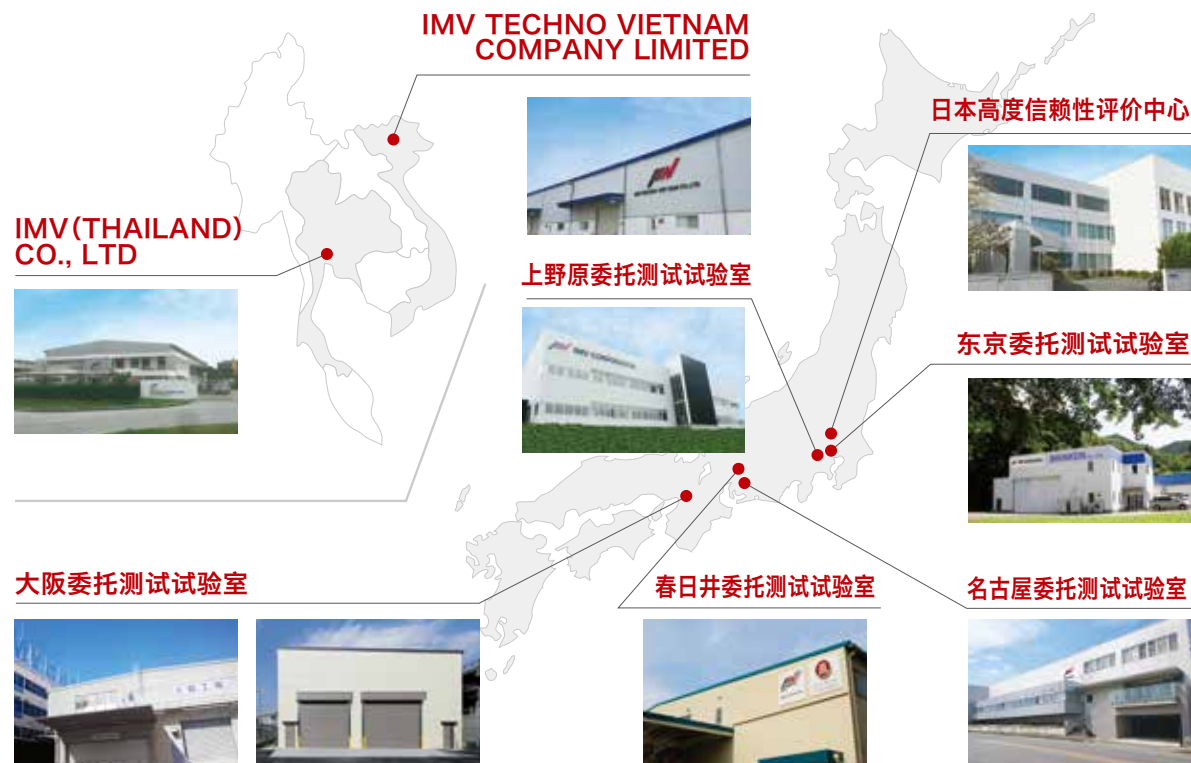 IMV TECHNO VIETNAM
COMPANY LIMITED
日本高度信赖性评价中心
IMV(THAILAND)
CO., LTD
上野原委托测试试验室
IMV CORPORATION
东京委托测试试验室
大阪委托测试试验室
春日井委托测试试验室
名古屋委托测试试验室